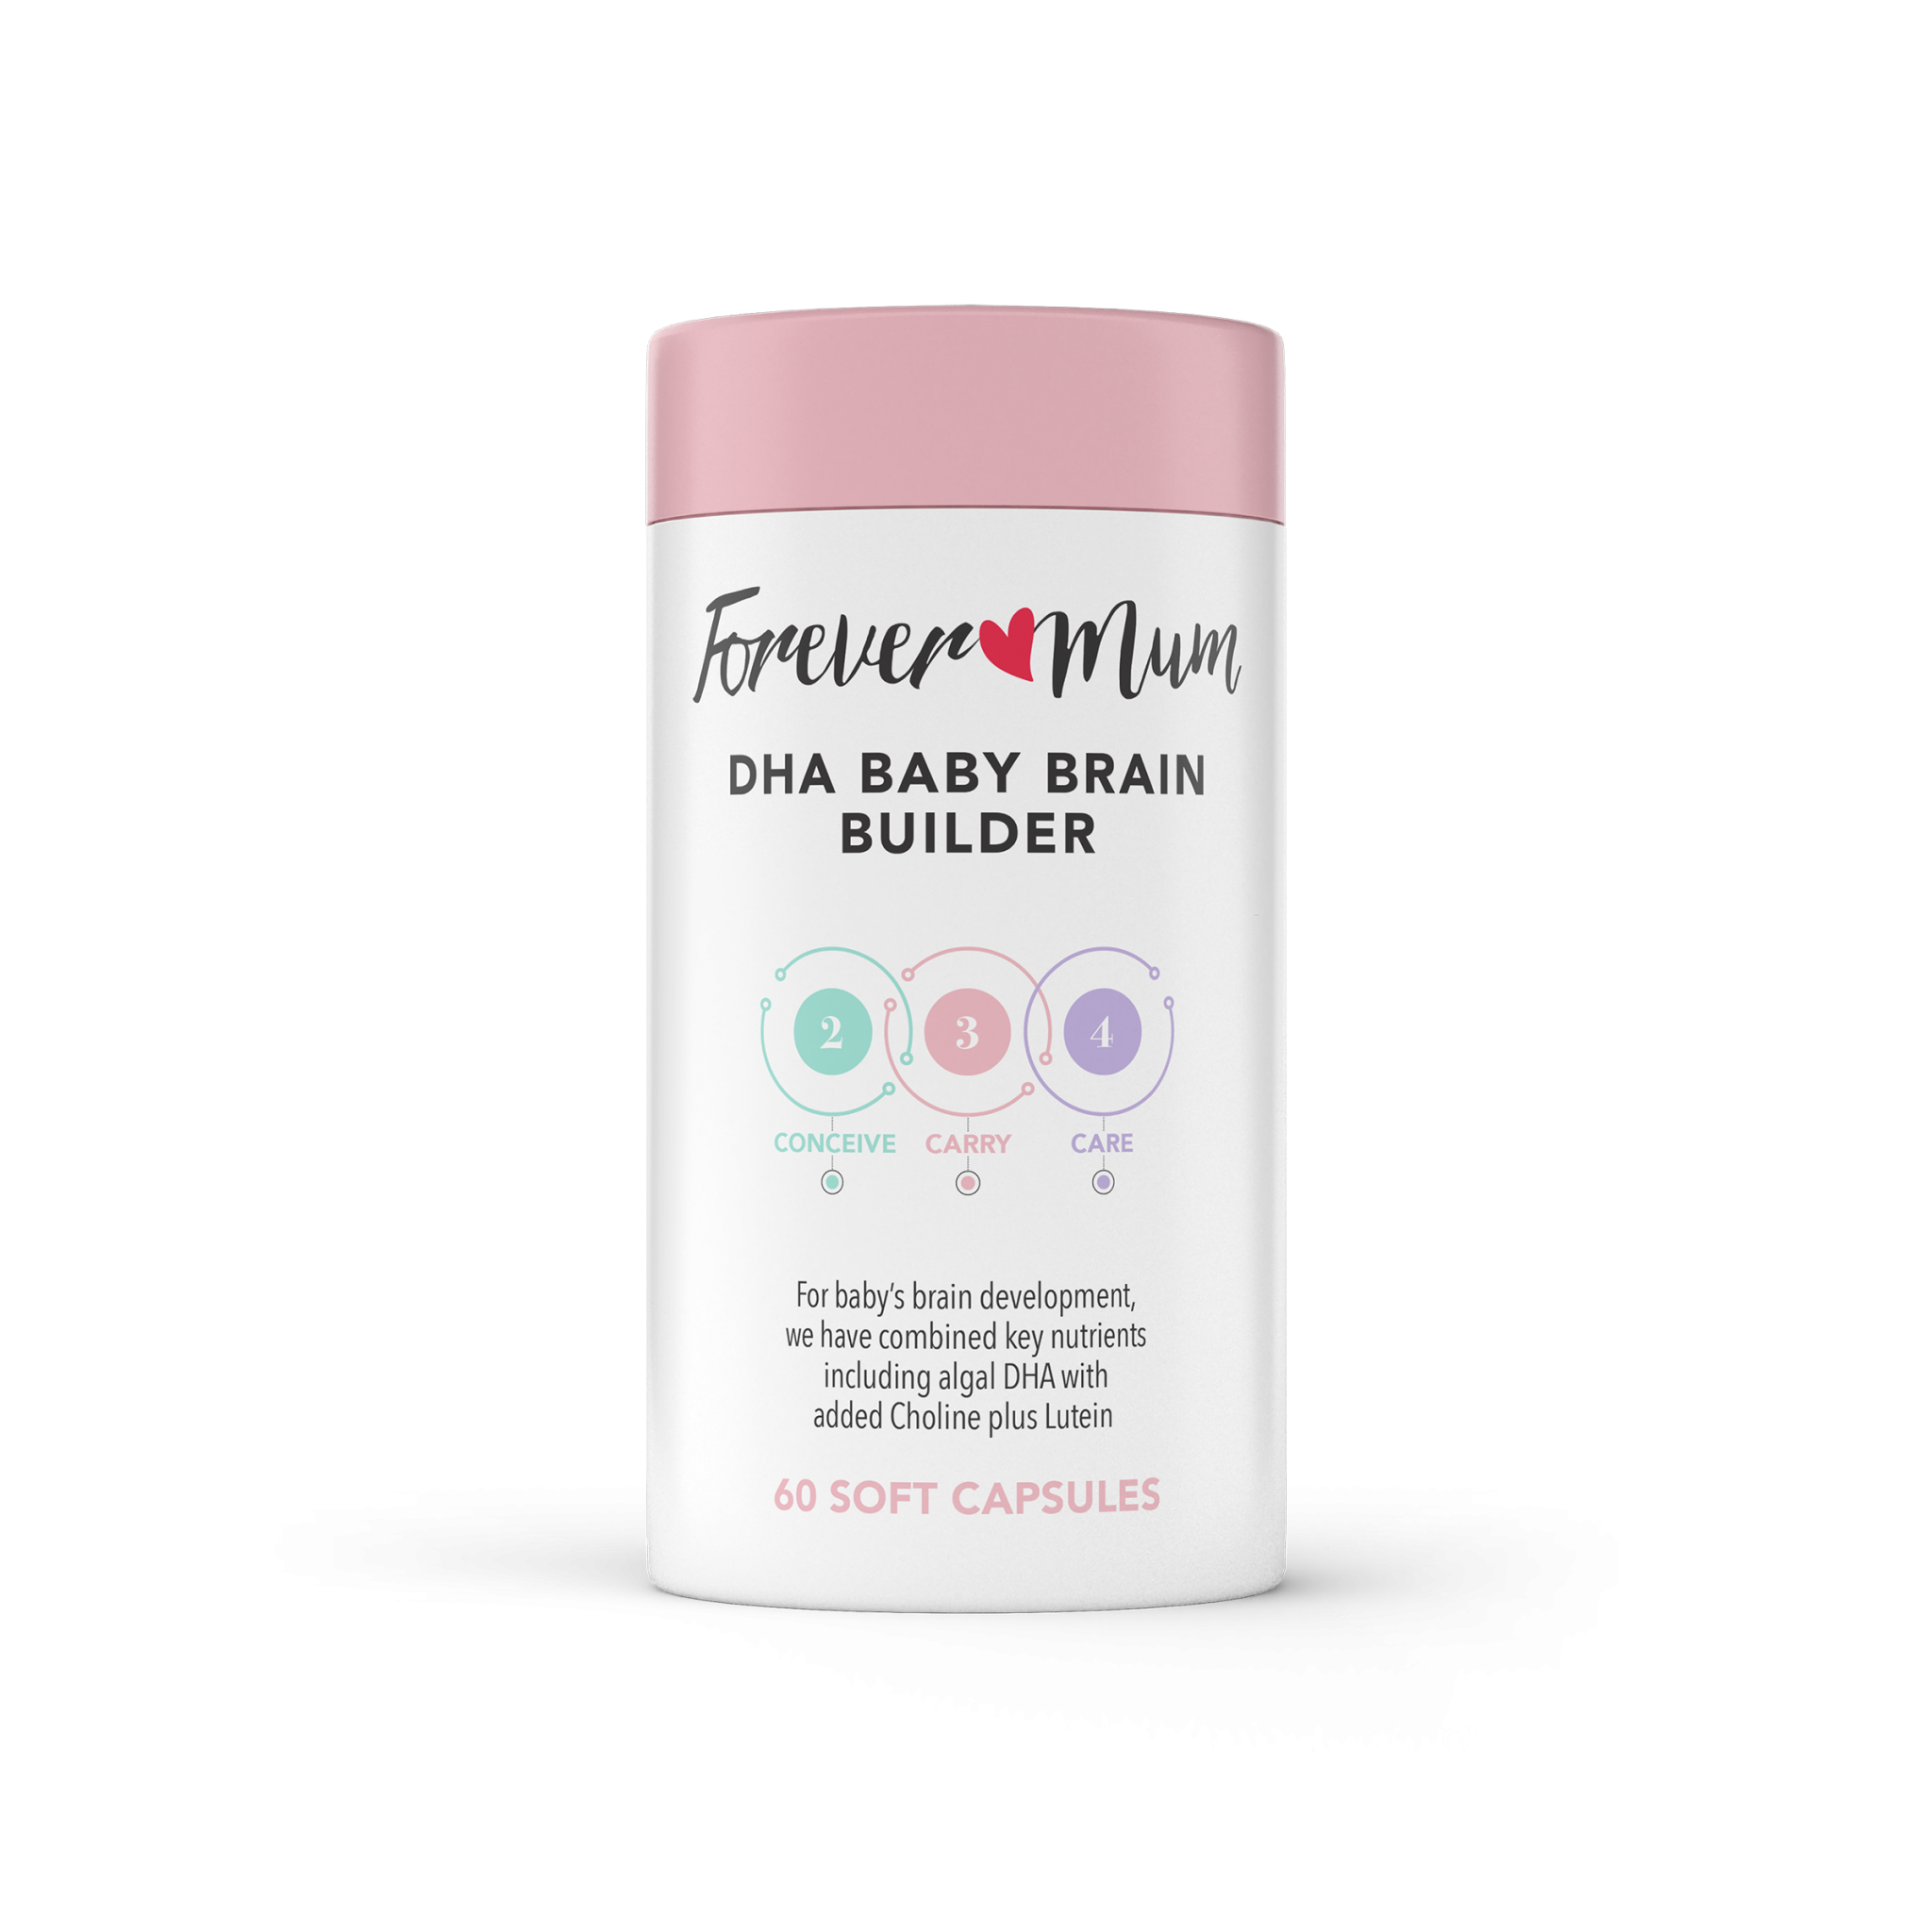 Forever Mum
DHA BABY BRAIN
BUILDER
2 3 4
CONCEIVE CARRY CARE
For baby's brain development,
we have combined key nutrients
including algal DHA with
added Choline plus Lutein
60 SOFT CAPSULES